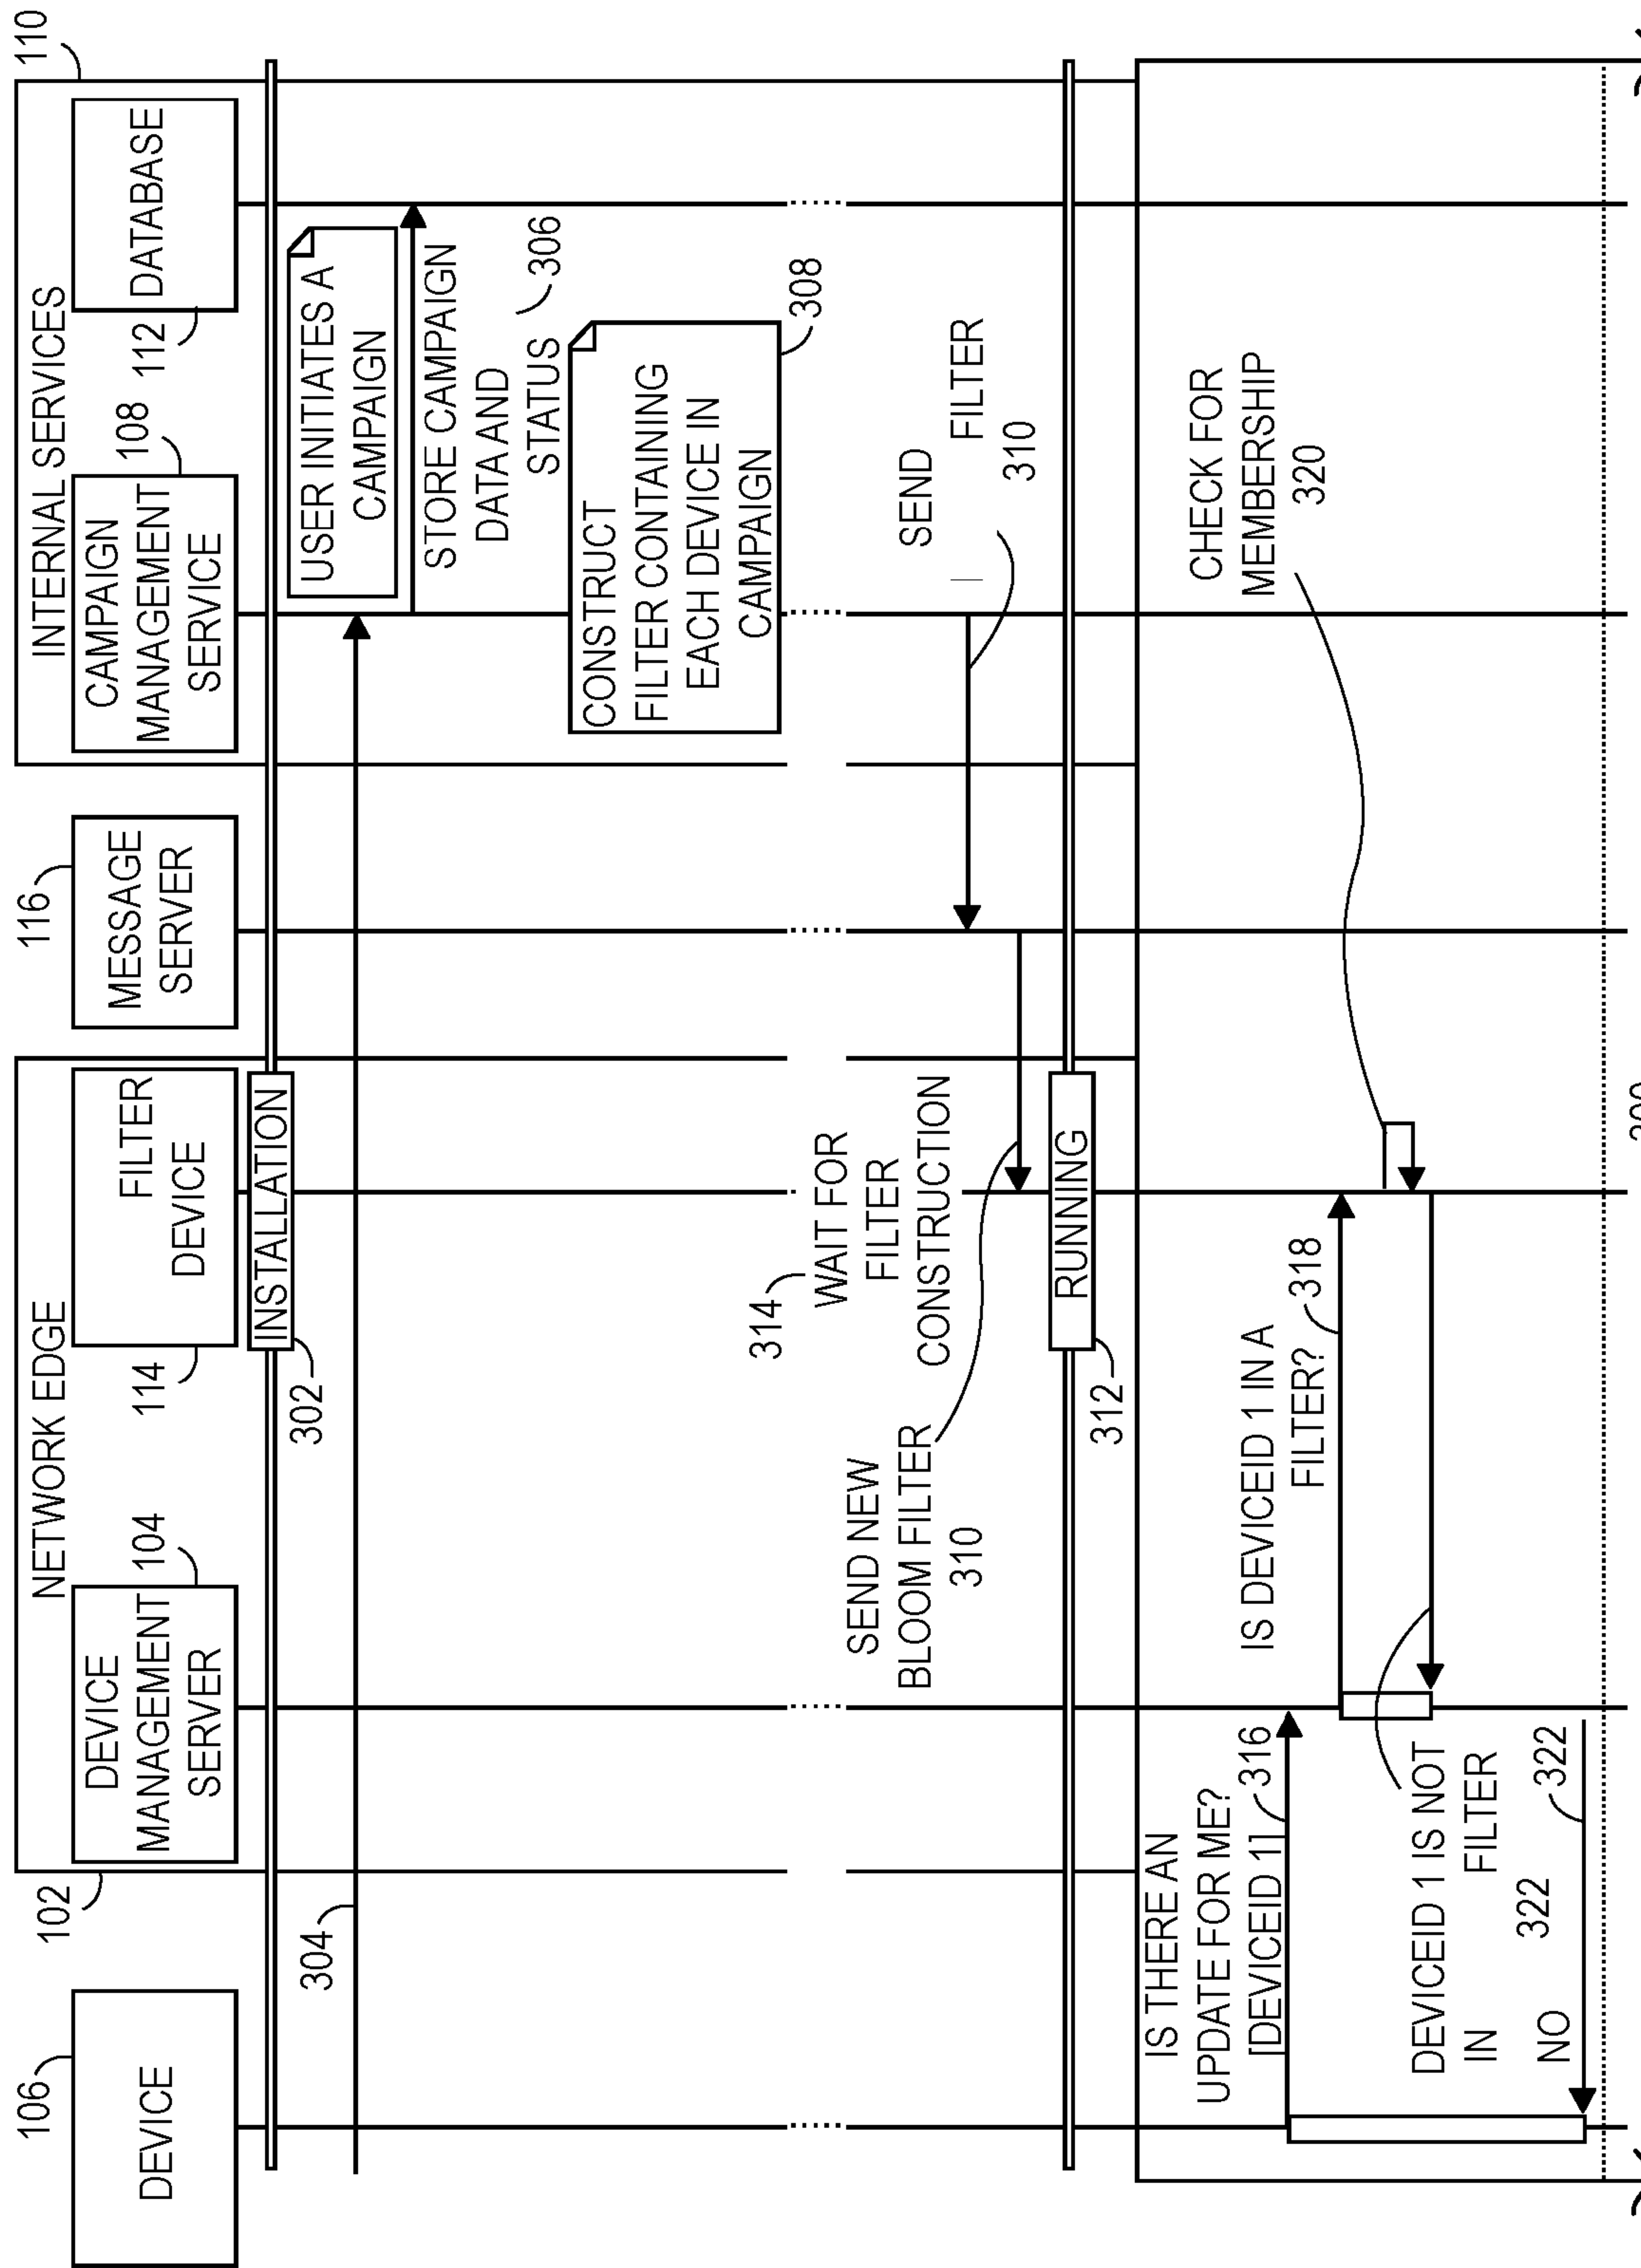 106
DEVICE
102
NETWORK EDGE
DEVICE
MANAGEMENT
SERVER
104
114
FILTER
DEVICE
116
MESSAGE
SERVER
INTERNAL SERVICES
110
CAMPAIGN
MANAGEMENT
SERVICE
108
112
DATABASE
INSTALLATION
302
304
USER INITIATES A
CAMPAIGN
STORE CAMPAIGN
DATA AND
STATUS
306
CONSTRUCT
FILTER CONTAINING
EACH DEVICE IN
CAMPAIGN
308
314
WAIT FOR
FILTER
CONSTRUCTION
SEND
FILTER
310
SEND NEW
BLOOM FILTER
310
RUNNING
312
IS THERE AN
UPDATE FOR ME?
[DEVICEID 1]
316
IS DEVICEID 1 IN A
FILTER?
318
CHECK FOR
MEMBERSHIP
320
DEVICEID 1 IS NOT
IN FILTER
322
NO
322